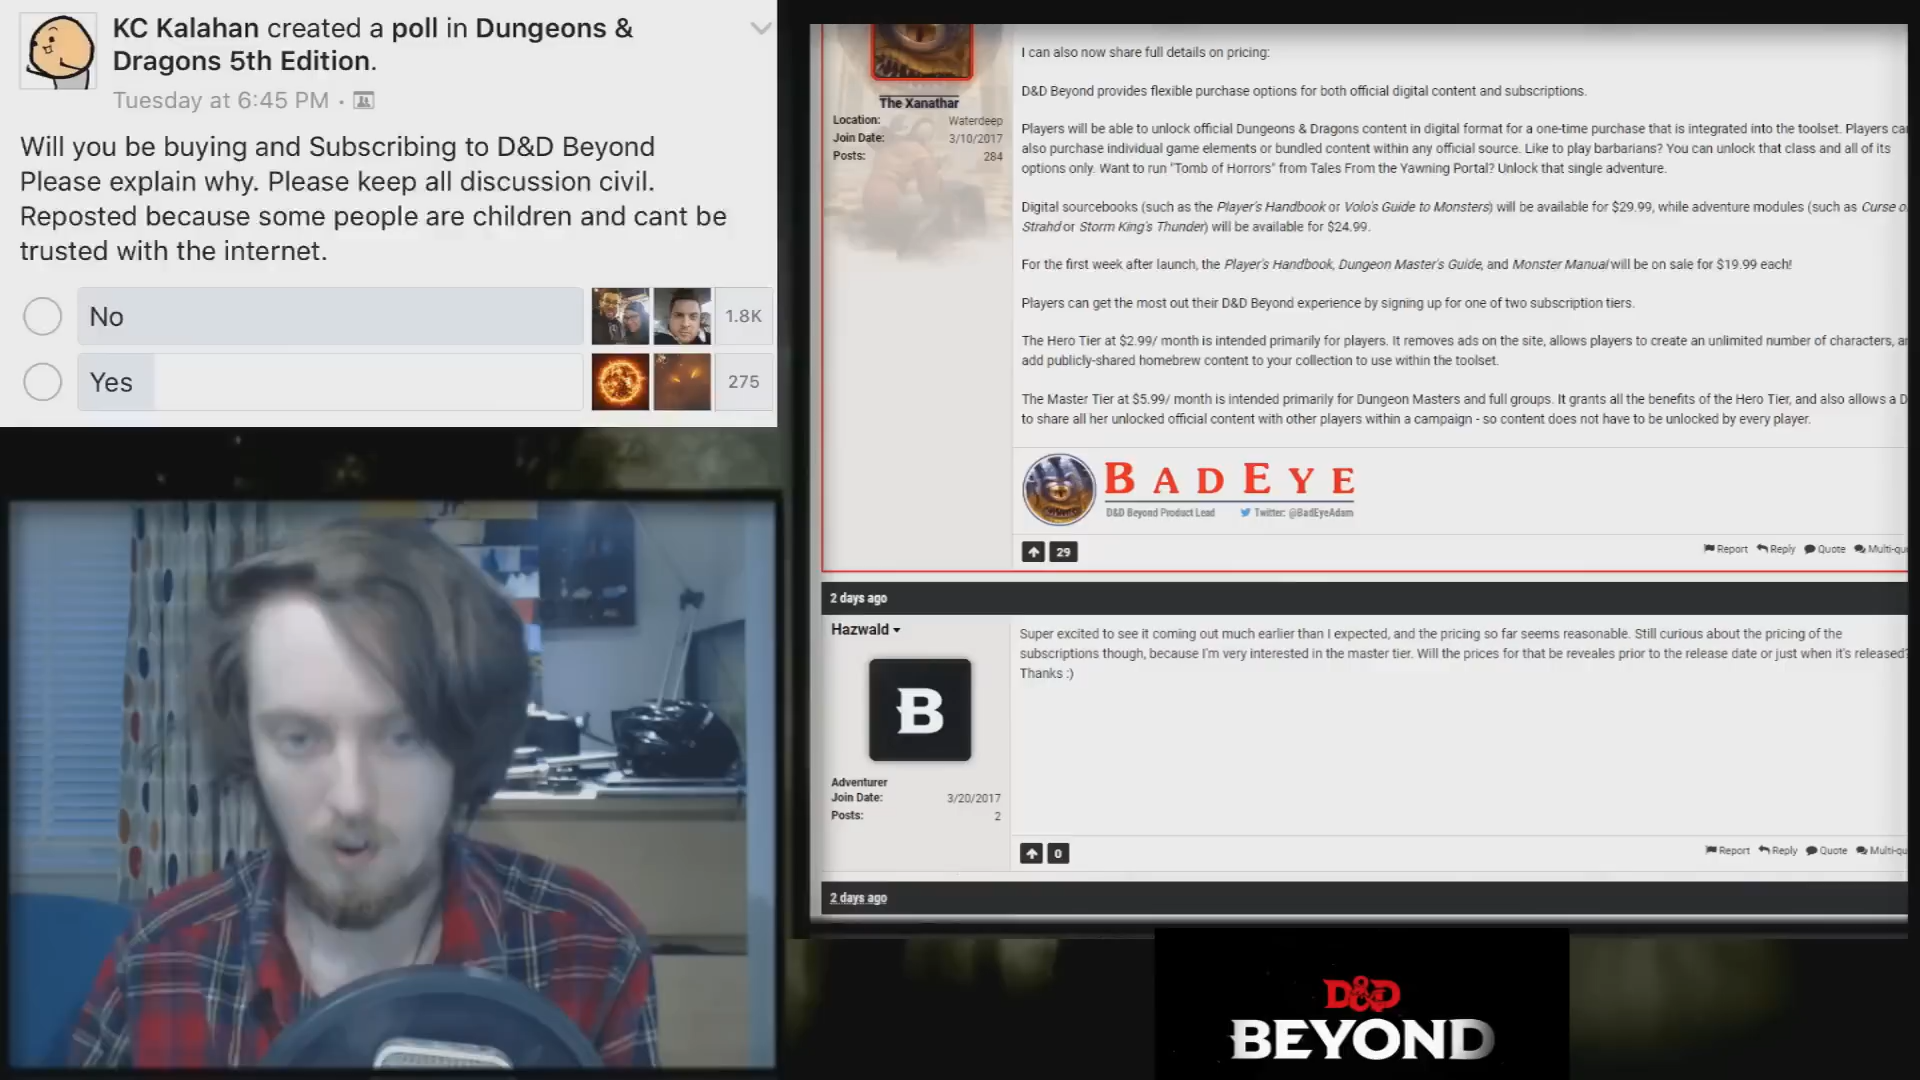 KC Kalahan created a poll in Dungeons &
Dragons 5th Edition.
Tuesday at 6:45 PM ·
Will you be buying and Subscribing to D&D Beyond
Please explain why. Please keep all discussion civil.
Reposted because some people are children and cant be
trusted with the internet.
No
1.8K
Yes
275
The Xanathar
Location: Waterdeep
Join Date: 3/10/2017
Posts: 284
I can also now share full details on pricing:
D&D Beyond provides flexible purchase options for both official digital content and subscriptions.
Players will be able to unlock official Dungeons & Dragons content in digital format for a one-time purchase that is integrated into the toolset. Players ca
also purchase individual game elements or bundled content within any official source. Like to play barbarians? You can unlock that class and all of its
options only. Want to run "Tomb of Horrors" from Tales From the Yawning Portal? Unlock that single adventure.
Digital sourcebooks (such as the Player's Handbook or Volo's Guide to Monsters) will be available for $29.99, while adventure modules (such as Curse o
Strahd or Storm King's Thunder) will be available for $24.99.
For the first week after launch, the Player's Handbook, Dungeon Master's Guide, and Monster Manual will be on sale for $19.99 each!
Players can get the most out their D&D Beyond experience by signing up for one of two subscription tiers.
The Hero Tier at $2.99/ month is intended primarily for players. It removes ads on the site, allows players to create an unlimited number of characters, a
add publicly-shared homebrew content to your collection to use within the toolset.
The Master Tier at $5.99/ month is intended primarily for Dungeon Masters and full groups. It grants all the benefits of the Hero Tier, and also allows a D
to share all her unlocked official content with other players within a campaign - so content does not have to be unlocked by every player.
BADEYE
D&D Beyond Product Lead Twitter: @BadEyeAdam
29
Report Reply Quote Multi-qu
2 days ago
Hazwald
B
Adventurer
Join Date: 3/20/2017
Posts: 2
Super excited to see it coming out much earlier than I expected, and the pricing so far seems reasonable. Still curious about the pricing of the
subscriptions though, because I'm very interested in the master tier. Will the prices for that be reveales prior to the release date or just when it's released?
Thanks :)
0
Report Reply Quote Multi-qu
2 days ago
D&D
BEYOND